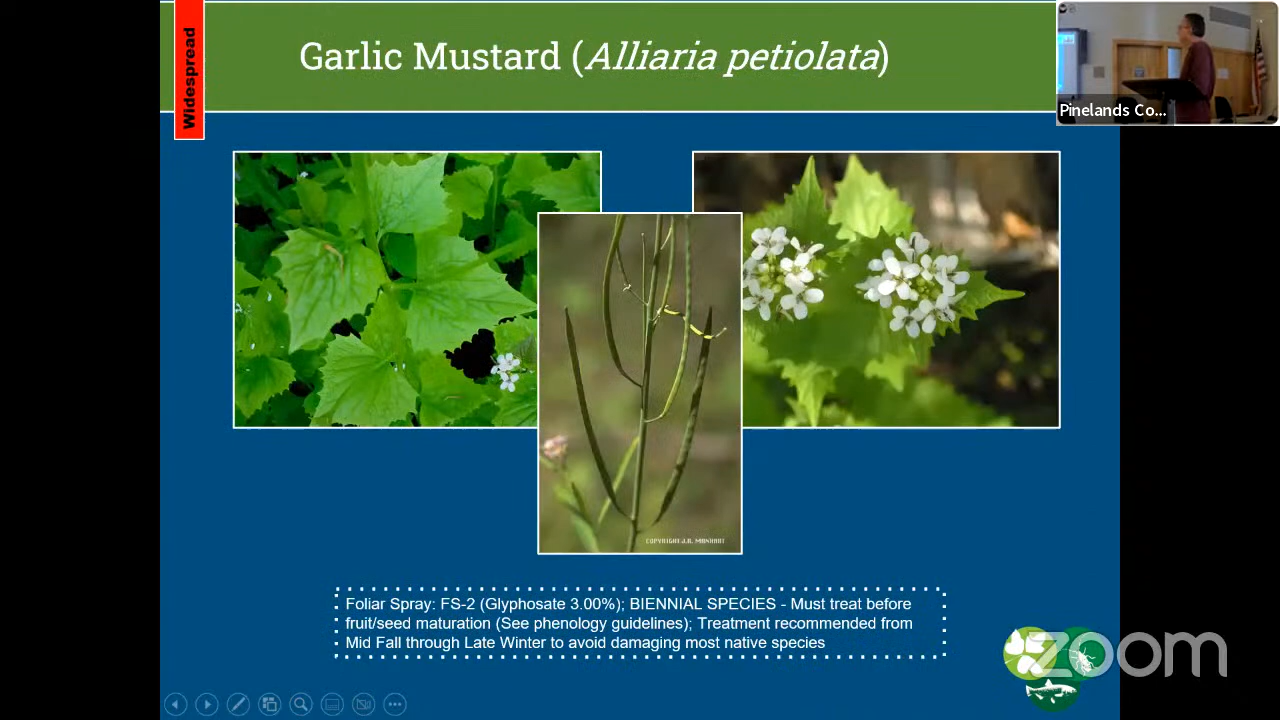 Widespread
Garlic Mustard (Alliaria petiolata)
Pinelands Co...
COPYRIGHT J.R. MANHART
Foliar Spray: FS-2 (Glyphosate 3.00%); BIENNIAL SPECIES - Must treat before
fruit/seed maturation (See phenology guidelines); Treatment recommended from
Mid Fall through Late Winter to avoid damaging most native species
zoom